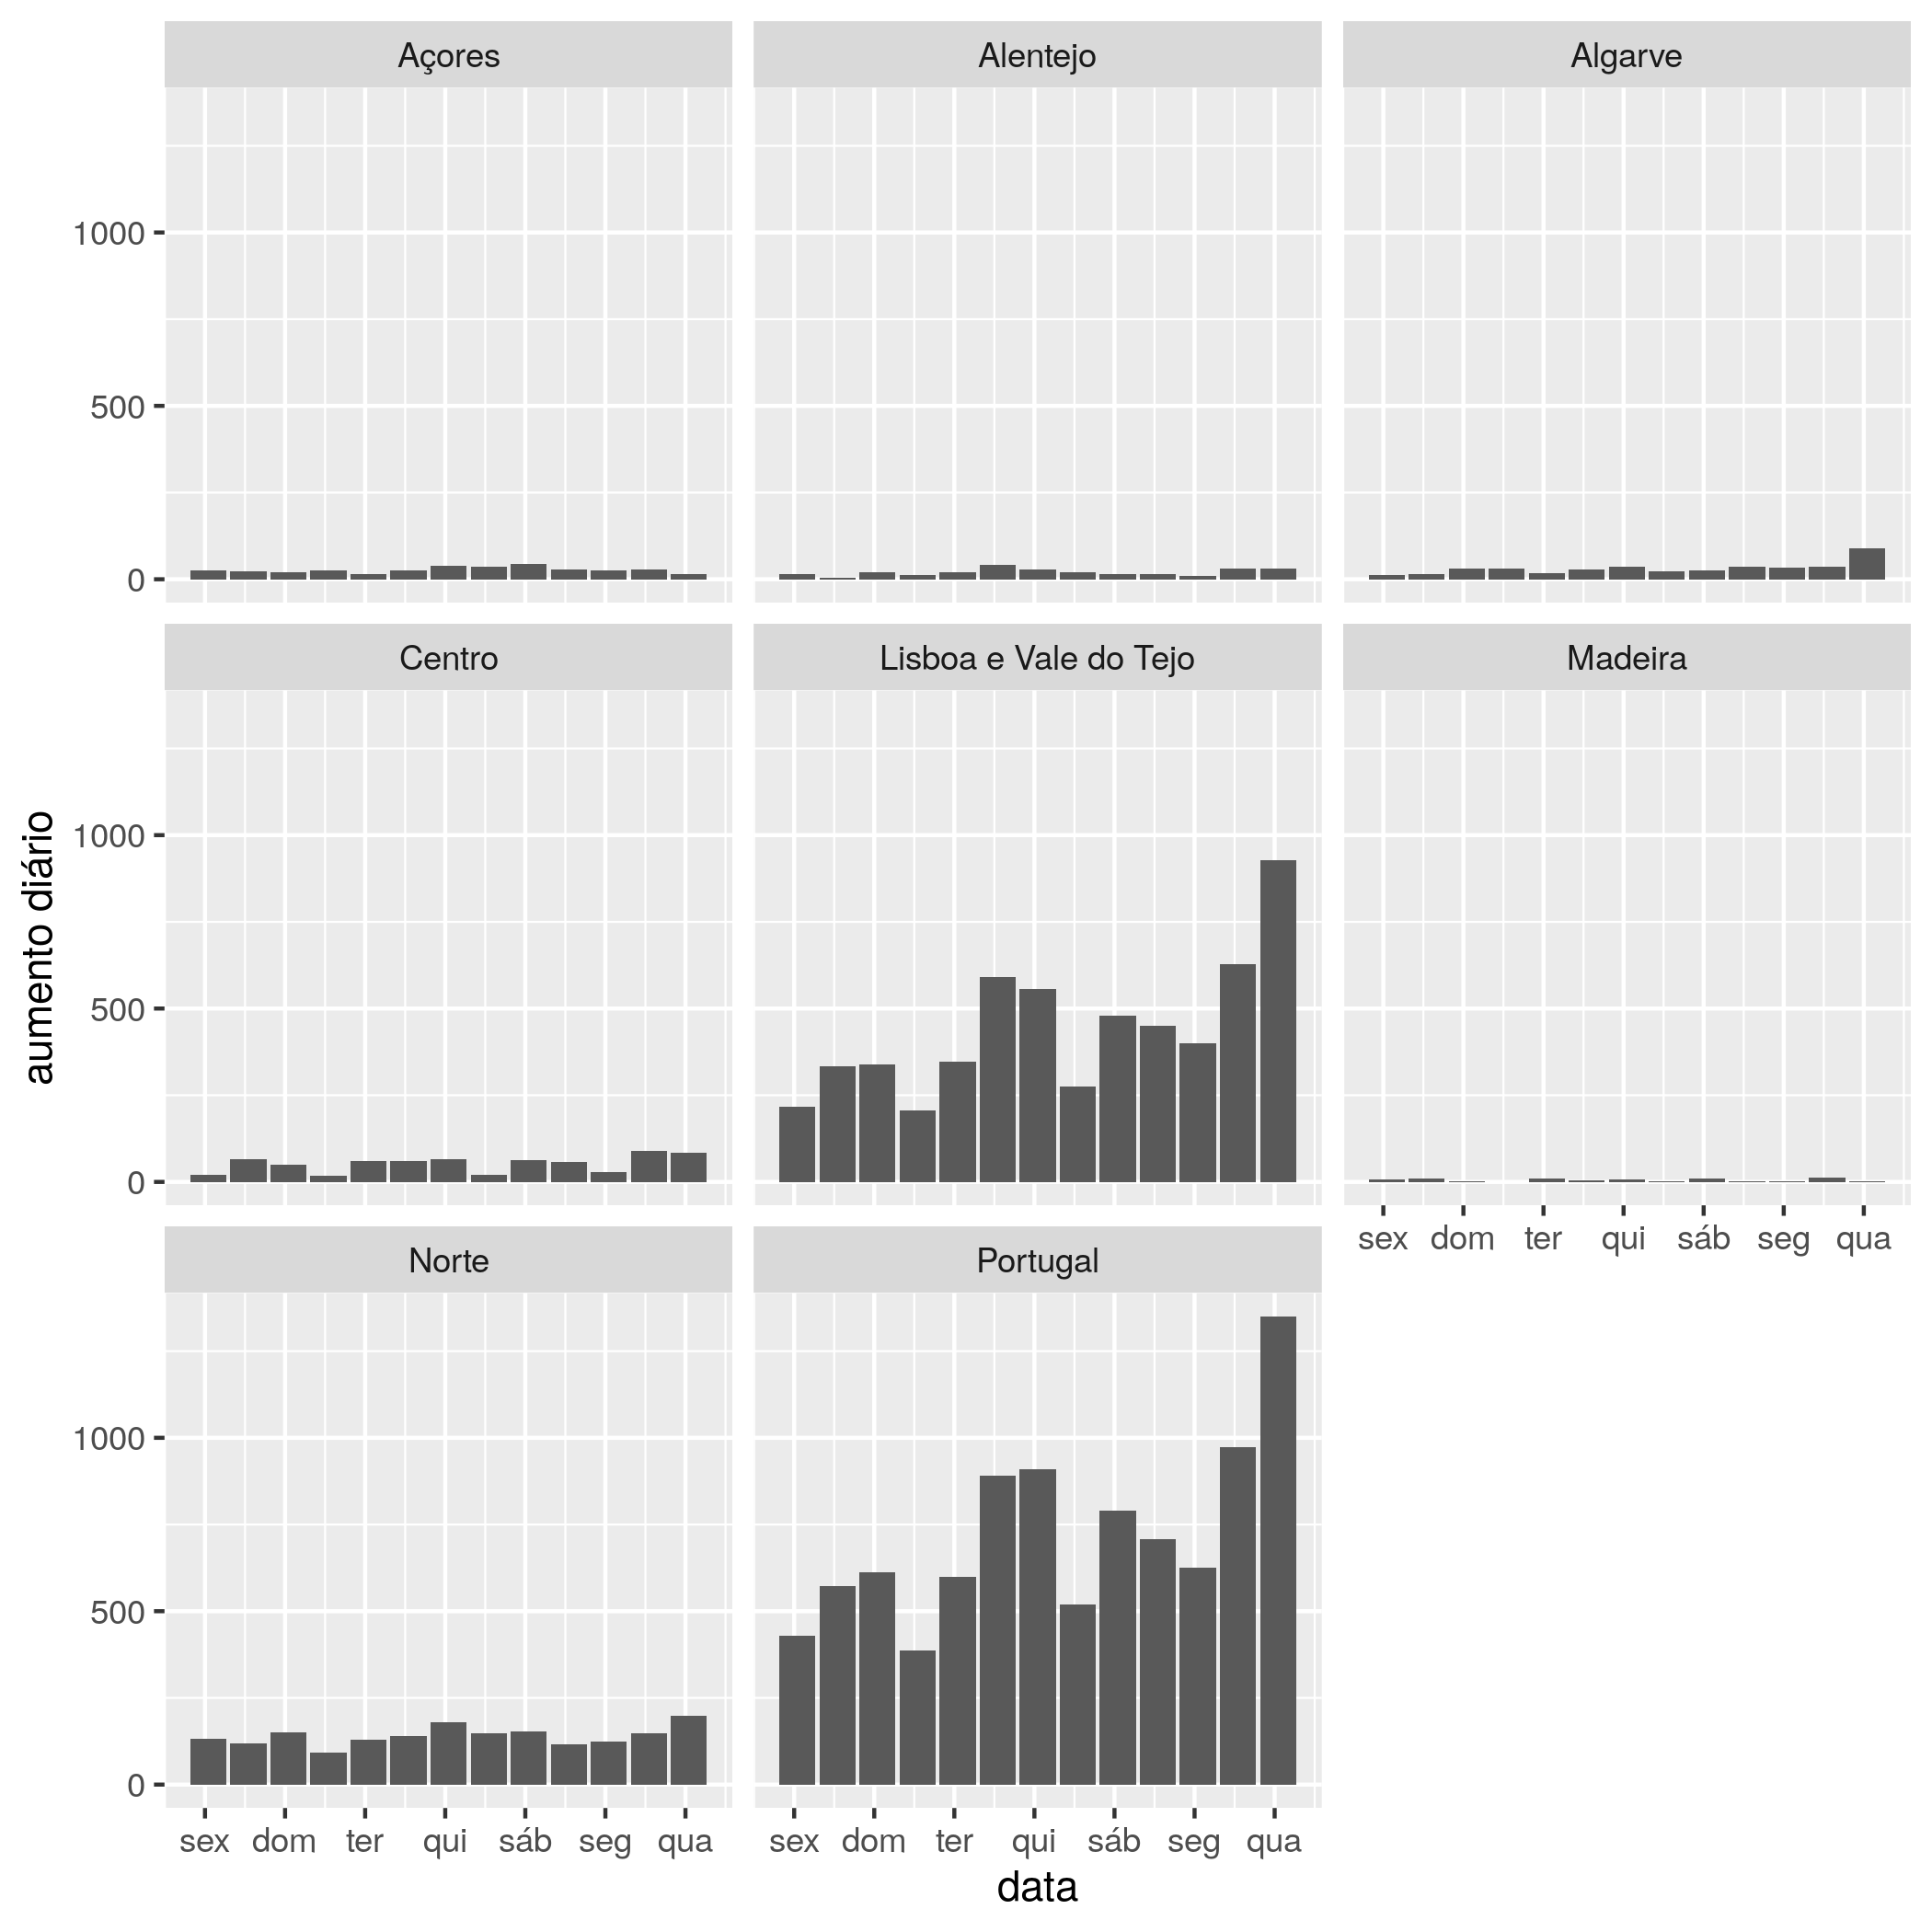 Açores
Alentejo
Algarve
1000
500
0
Centro
Lisboa e Vale do Tejo
Madeira
1000
500
0
sex dom ter qui sáb seg qua
Norte
Portugal
1000
500
0
sex dom ter qui sáb seg qua
sex dom ter qui sáb seg qua
data
aumento diário